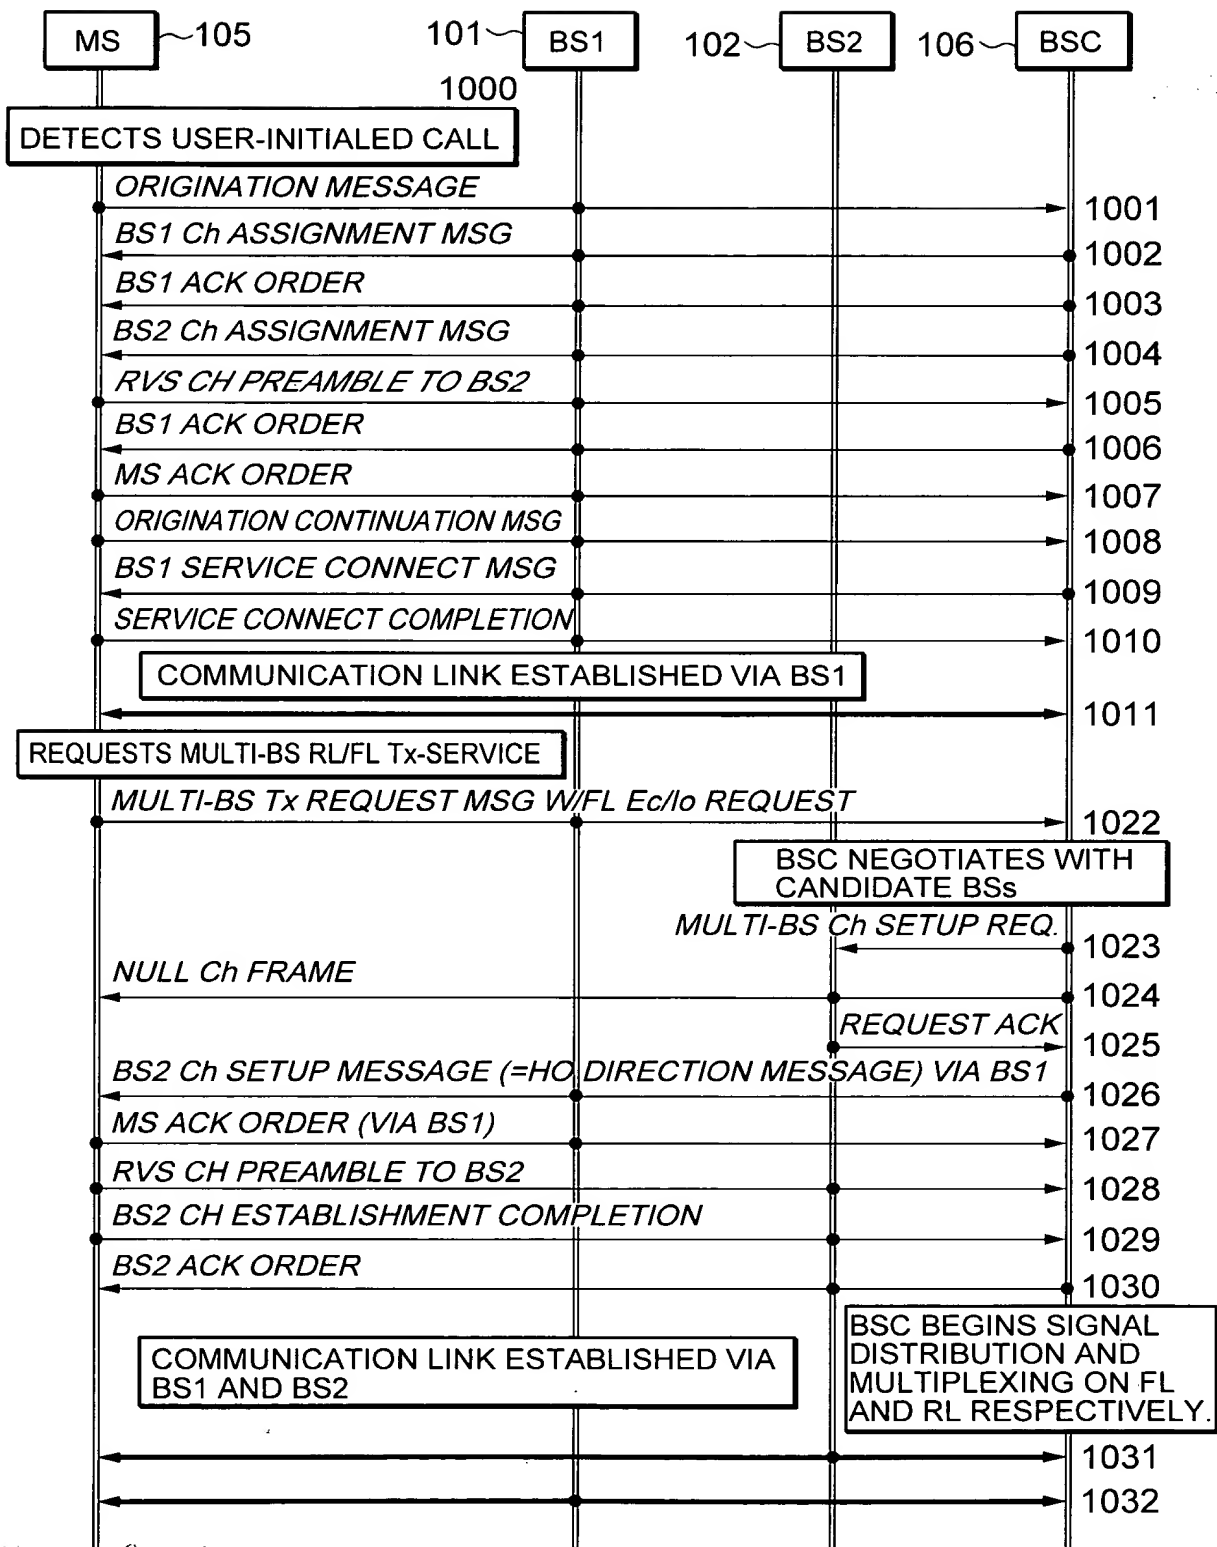 MS 105 101 BS1 102 BS2 106 BSC
1000
DETECTS USER-INITIALED CALL
ORIGINATION MESSAGE 1001
BS1 Ch ASSIGNMENT MSG 1002
BS1 ACK ORDER 1003
BS2 Ch ASSIGNMENT MSG 1004
RVS CH PREAMBLE TO BS2 1005
BS1 ACK ORDER 1006
MS ACK ORDER 1007
ORIGINATION CONTINUATION MSG 1008
BS1 SERVICE CONNECT MSG 1009
SERVICE CONNECT COMPLETION 1010
COMMUNICATION LINK ESTABLISHED VIA BS1
1011
REQUESTS MULTI-BS RL/FL Tx-SERVICE
MULTI-BS Tx REQUEST MSG W/FL Ec/Io REQUEST 1022
BSC NEGOTIATES WITH
CANDIDATE BSs
MULTI-BS Ch SETUP REQ. 1023
NULL Ch FRAME 1024
REQUEST ACK 1025
BS2 Ch SETUP MESSAGE (=HO DIRECTION MESSAGE) VIA BS1 1026
MS ACK ORDER (VIA BS1) 1027
RVS CH PREAMBLE TO BS2 1028
BS2 CH ESTABLISHMENT COMPLETION 1029
BS2 ACK ORDER 1030
COMMUNICATION LINK ESTABLISHED VIA
BS1 AND BS2
BSC BEGINS SIGNAL
DISTRIBUTION AND
MULTIPLEXING ON FL
AND RL RESPECTIVELY.
1031
1032